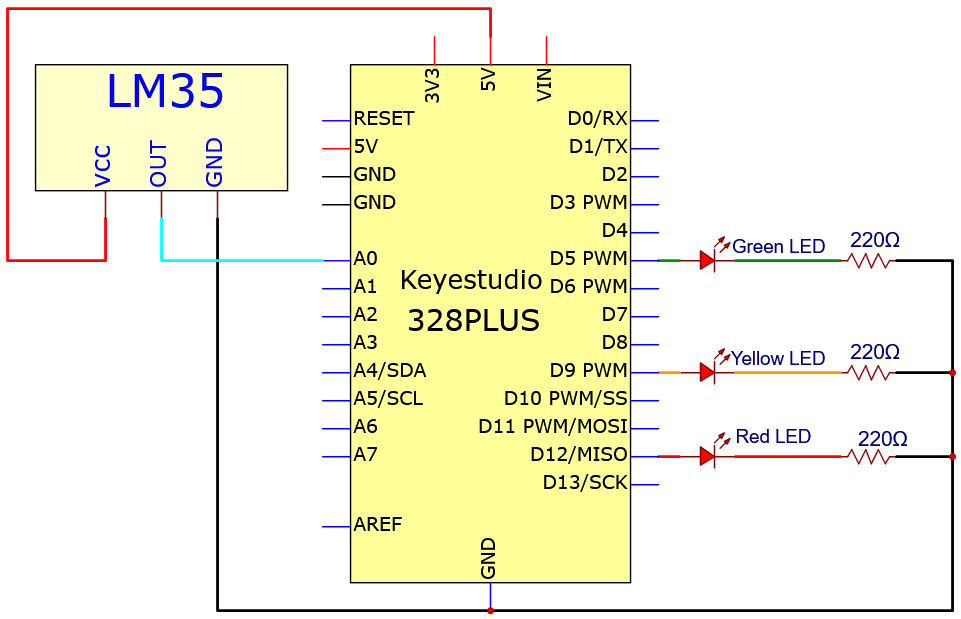 LM35
VCC
OUT
GND
3V3
5V
VIN
RESET
5V
GND
GND
A0
A1
A2
A3
A4/SDA
A5/SCL
A6
A7
AREF
Keyestudio
328PLUS
D0/RX
D1/TX
D2
D3 PWM
D4
D5 PWM
D6 PWM
D7
D8
D9 PWM
D10 PWM/SS
D11 PWM/MOSI
D12/MISO
D13/SCK
GND
Green LED
220Ω
Yellow LED
220Ω
Red LED
220Ω